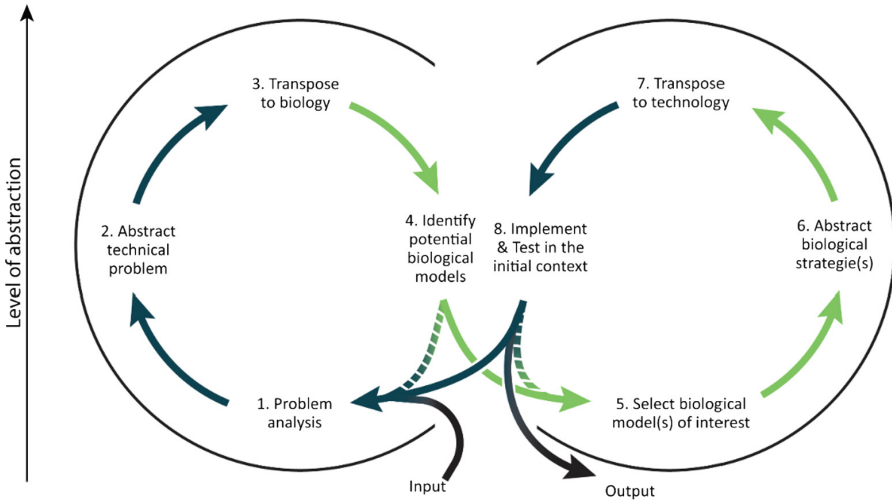 Level of abstraction
3. Transpose
to biology
7. Transpose
to technology
2. Abstract
technical
problem
4. Identify
potential
biological
models
8. Implement
& Test in the
initial context
6. Abstract
biological
strategie(s)
1. Problem
analysis
5. Select biological
model(s) of interest
Input
Output